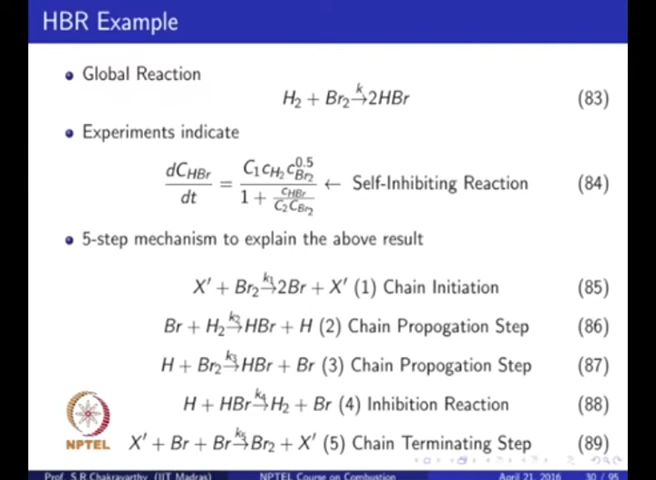 HBR Example
Global Reaction
H₂ + Br₂ →ᵏ 2HBr (83)
Experiments indicate
dC_HBr/dt = C₁c_H₂c_Br₂^0.5 / (1 + c_HBr/(C₂C_Br₂)) ← Self-Inhibiting Reaction (84)
5-step mechanism to explain the above result
X′ + Br₂ →^k₁ 2Br + X′ (1) Chain Initiation (85)
Br + H₂ →^k₂ HBr + H (2) Chain Propogation Step (86)
H + Br₂ →^k₃ HBr + Br (3) Chain Propogation Step (87)
H + HBr →^k₄ H₂ + Br (4) Inhibition Reaction (88)
NPTEL
X′ + Br + Br →^k₅ Br₂ + X′ (5) Chain Terminating Step (89)
Prof. S.R Chakravarthy (IIT Madras) NPTEL Course on Combustion April 21, 2016 30 / 95